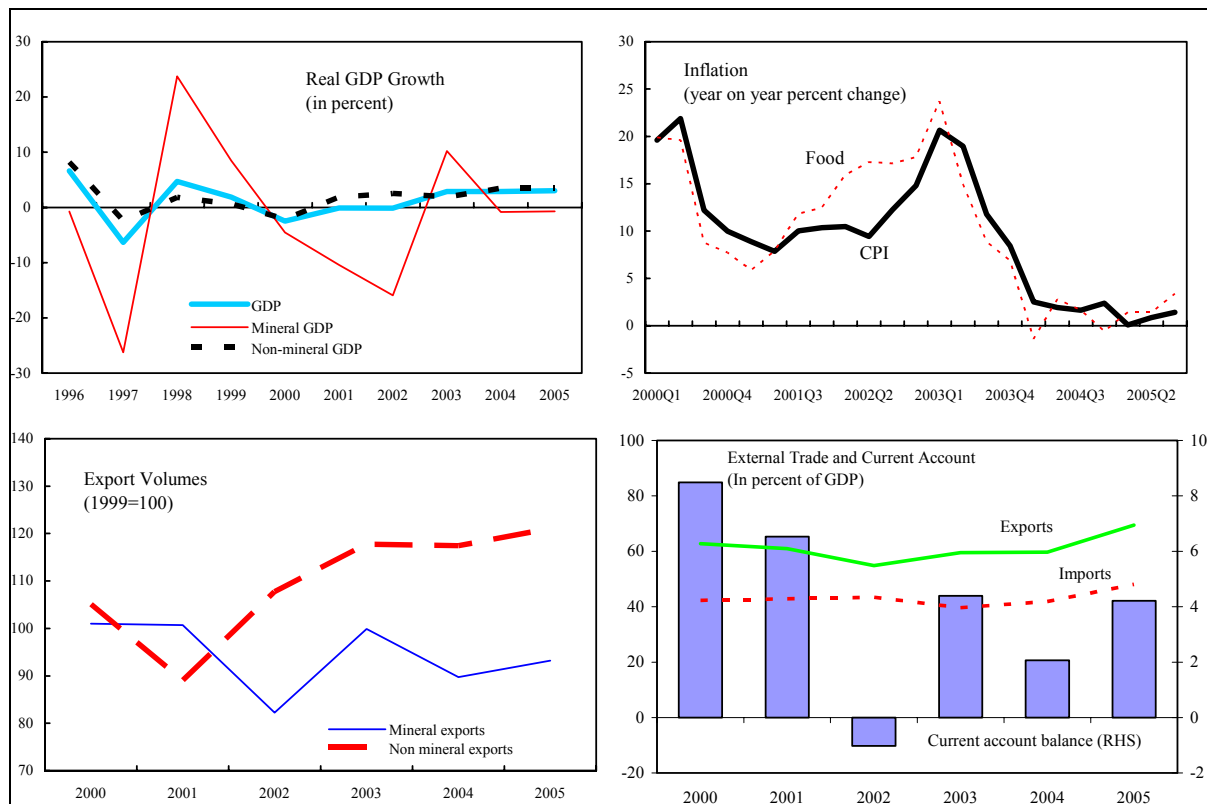 Real GDP Growth
(in percent)
30
20
10
0
-10
-20
-30
GDP
Mineral GDP
Non-mineral GDP
1996 1997 1998 1999 2000 2001 2002 2003 2004 2005
Inflation
(year on year percent change)
30
25
20
15
10
5
0
-5
Food
CPI
2000Q1 2000Q4 2001Q3 2002Q2 2003Q1 2003Q4 2004Q3 2005Q2
Export Volumes
(1999=100)
140
130
120
110
100
90
80
70
Mineral exports
Non mineral exports
2000 2001 2002 2003 2004 2005
External Trade and Current Account
(In percent of GDP)
100
80
60
40
20
0
-20
10
8
6
4
2
0
-2
Exports
Imports
Current account balance (RHS)
2000 2001 2002 2003 2004 2005